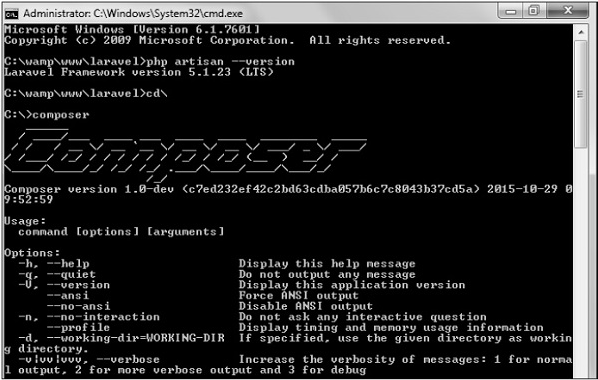 Administrator: C:\Windows\System32\cmd.exe
Microsoft Windows [Version 6.1.7601]
Copyright (c) 2009 Microsoft Corporation.  All rights reserved.
C:\wamp\www\laravel>php artisan --version
Laravel Framework version 5.1.23 (LTS)
C:\wamp\www\laravel>cd\
C:\>composer
Composer
Composer version 1.0-dev (c7ed232ef42c2bd63cdba057b6c7c8043b37cd5a) 2015-10-29 0
9:52:59
Usage:
  command [options] [arguments]
Options:
  -h, --help                     Display this help message
  -q, --quiet                    Do not output any message
  -V, --version                  Display this application version
      --ansi                     Force ANSI output
      --no-ansi                  Disable ANSI output
  -n, --no-interaction           Do not ask any interactive question
      --profile                  Display timing and memory usage information
  -d, --working-dir=WORKING-DIR  If specified, use the given directory as workin
g directory.
  -v|vv|vvv, --verbose           Increase the verbosity of messages: 1 for norma
l output, 2 for more verbose output and 3 for debug